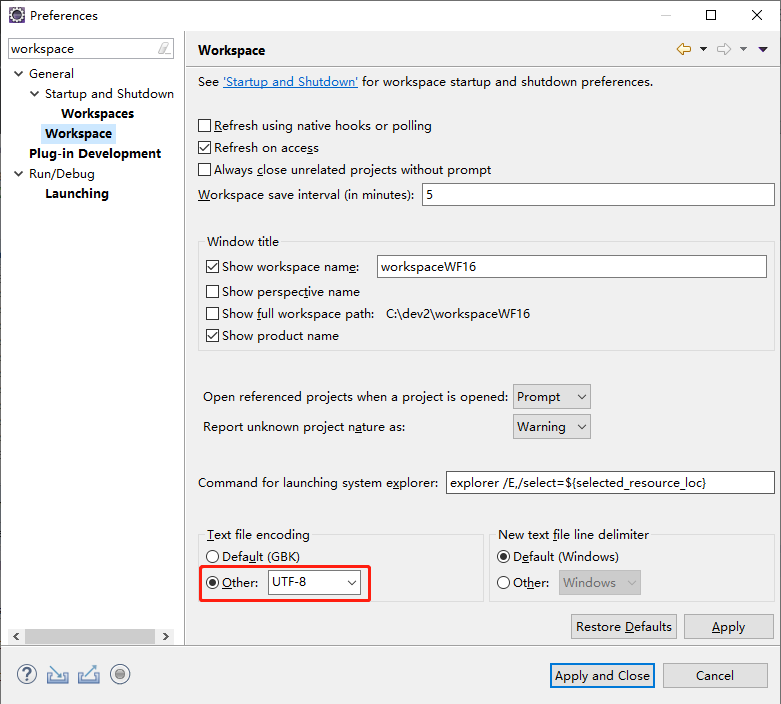 Preferences
workspace
General
Startup and Shutdown
Workspaces
Workspace
Plug-in Development
Run/Debug
Launching
Workspace
See 'Startup and Shutdown' for workspace startup and shutdown preferences.
Refresh using native hooks or polling
Refresh on access
Always close unrelated projects without prompt
Workspace save interval (in minutes): 5
Window title
Show workspace name: workspaceWF16
Show perspective name
Show full workspace path: C:\dev2\workspaceWF16
Show product name
Open referenced projects when a project is opened: Prompt
Report unknown project nature as: Warning
Command for launching system explorer: explorer /E,/select=${selected_resource_loc}
Text file encoding
Default (GBK)
Other: UTF-8
New text file line delimiter
Default (Windows)
Other: Windows
Restore Defaults Apply
Apply and Close Cancel